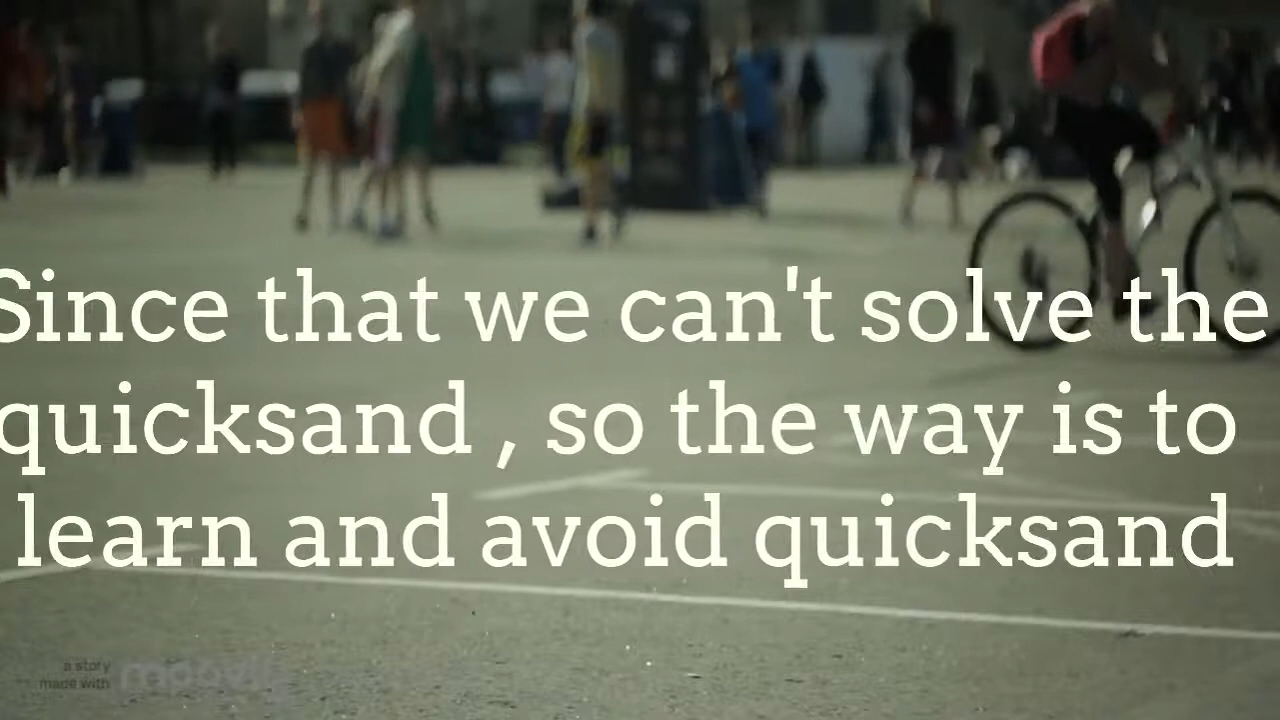 Since that we can't solve the
quicksand , so the way is to
learn and avoid quicksand
a story
made with
moovly